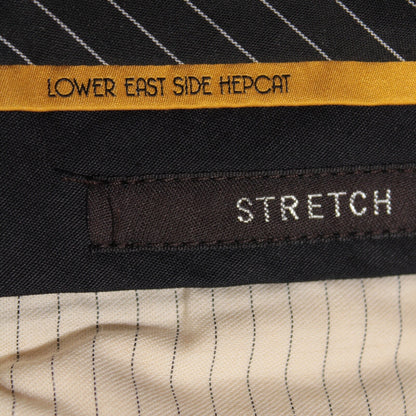 LOWER EAST SIDE HEPCAT
STRETCH